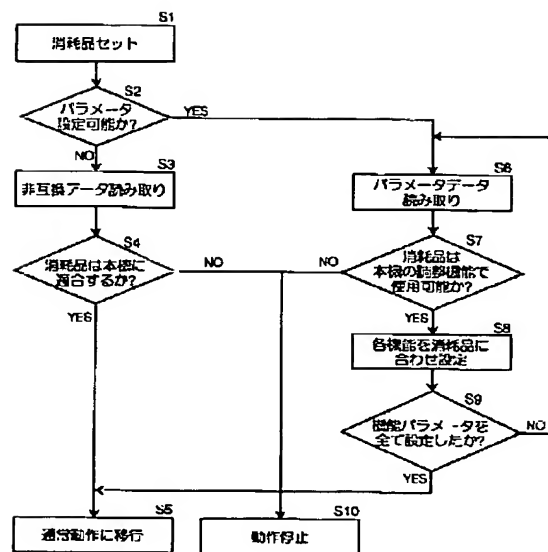 S1
消耗品セット
S2
パラメータ
設定可能か?
YES
NO
S3
非互換データ読み取り
S4
消耗品は本機に
適合するか?
NO
YES
S6
パラメータデータ
読み取り
S7
消耗品は
本機の調整機能で
使用可能か?
NO
YES
S8
各機能を消耗品に
合わせ設定
S9
機能パラメータを
全て設定したか?
NO
YES
S5
通常動作に移行
S10
動作停止